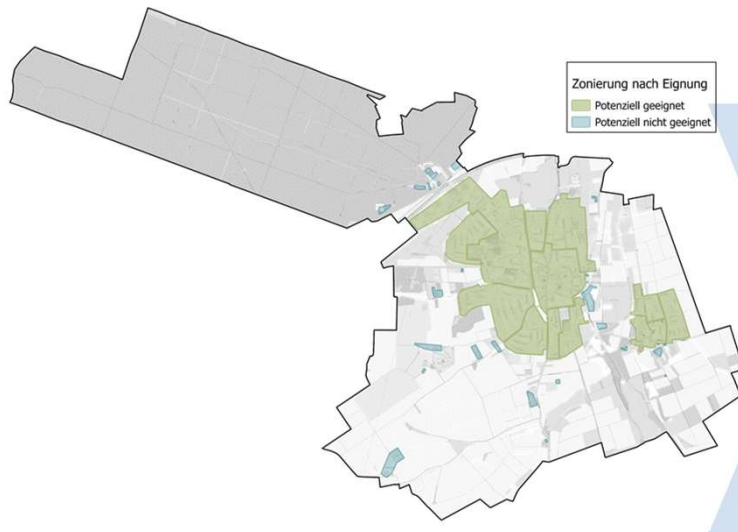 Zonierung nach Eignung
Potenziell geeignet
Potenziell nicht geeignet